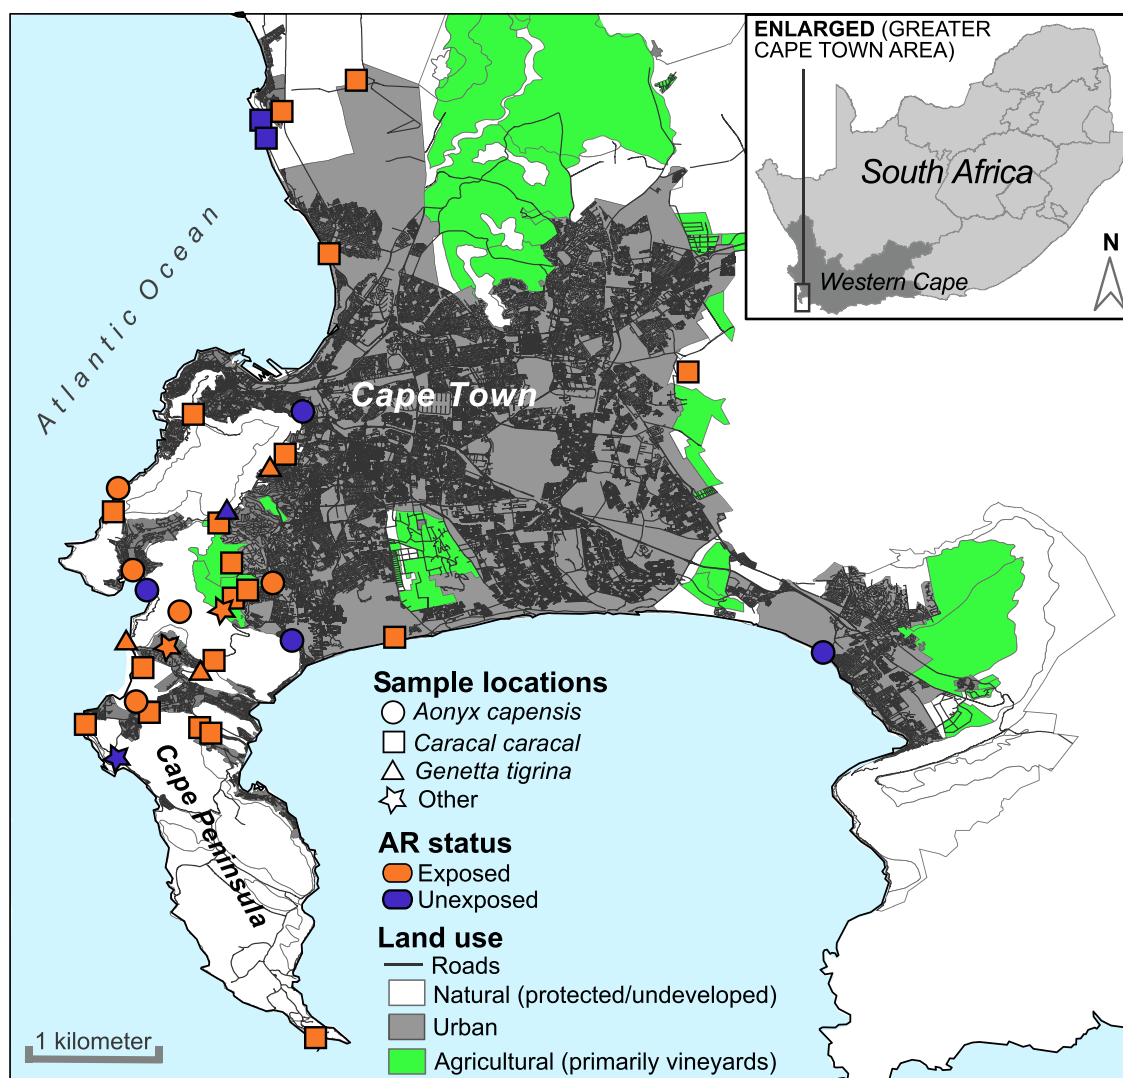 ENLARGED (GREATER
CAPE TOWN AREA)
South Africa
Western Cape
N
Atlantic Ocean
Cape Town
Cape Peninsula
Sample locations
Aonyx capensis
Caracal caracal
Genetta tigrina
Other
AR status
Exposed
Unexposed
Land use
Roads
Natural (protected/undeveloped)
Urban
Agricultural (primarily vineyards)
1 kilometer